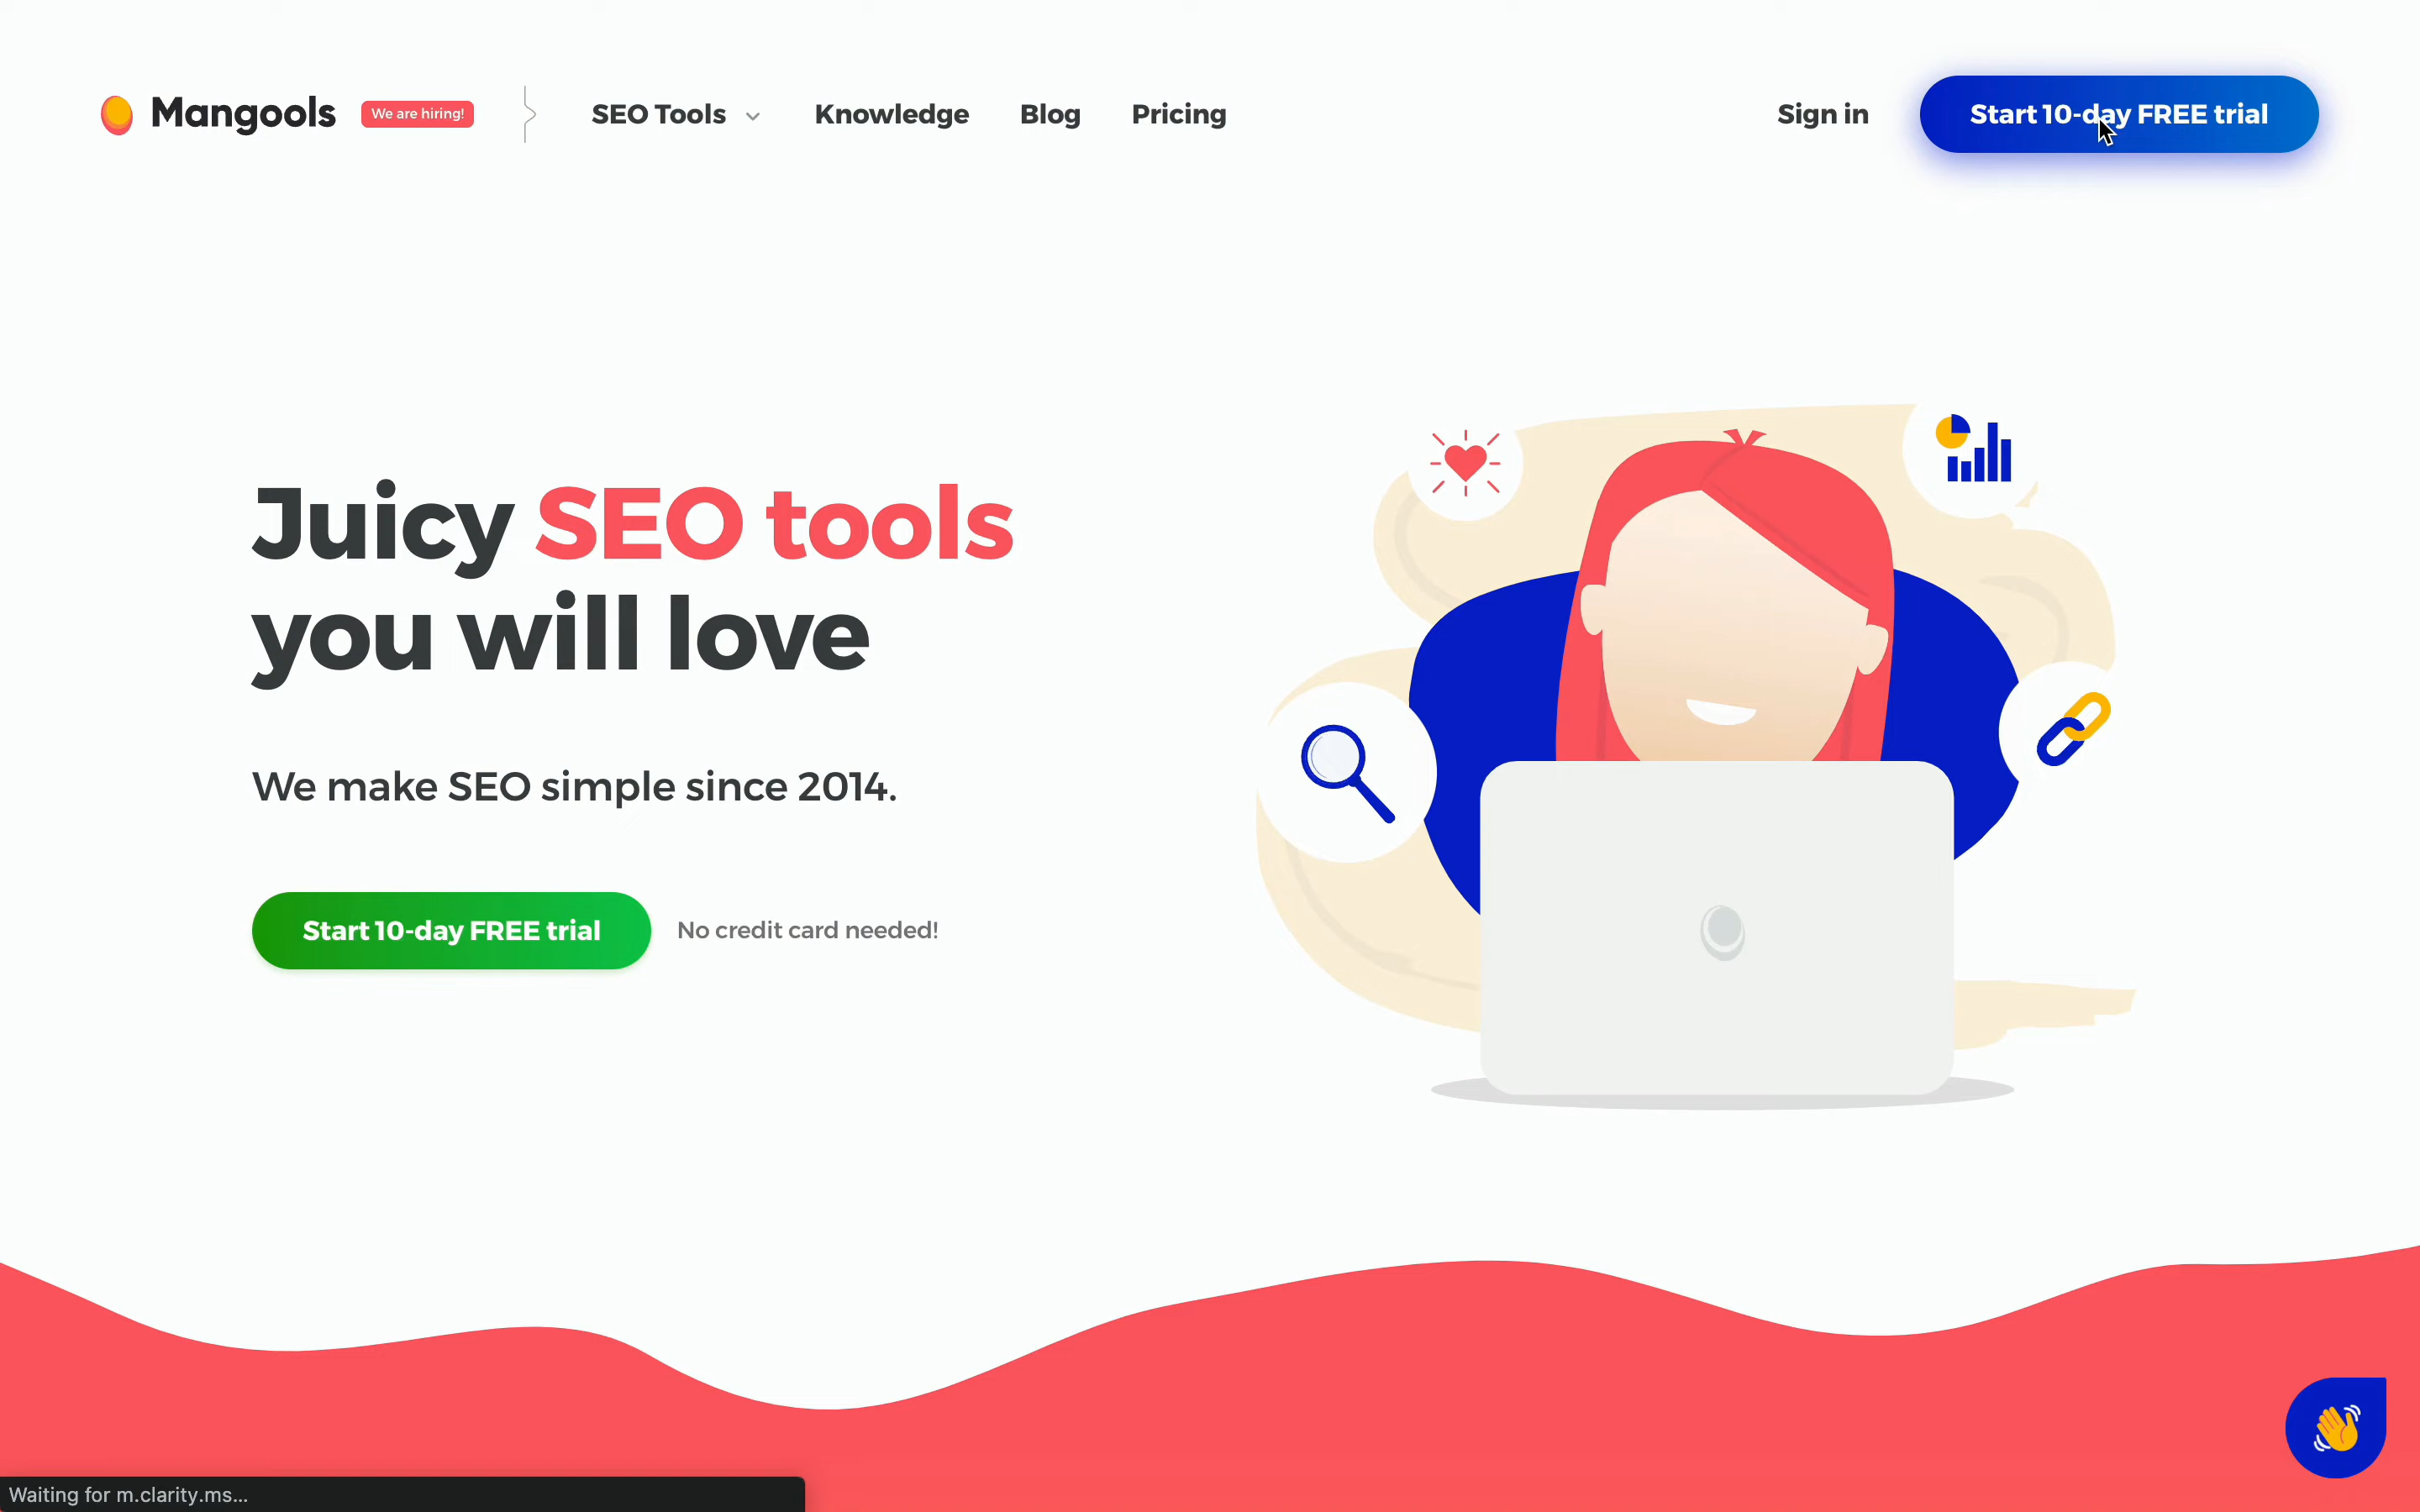 Mangools
We are hiring!
SEO Tools
Knowledge
Blog
Pricing
Sign in
Start 10-day FREE trial
Juicy SEO tools
you will love
We make SEO simple since 2014.
Start 10-day FREE trial
No credit card needed!
Waiting for m.clarity.ms...